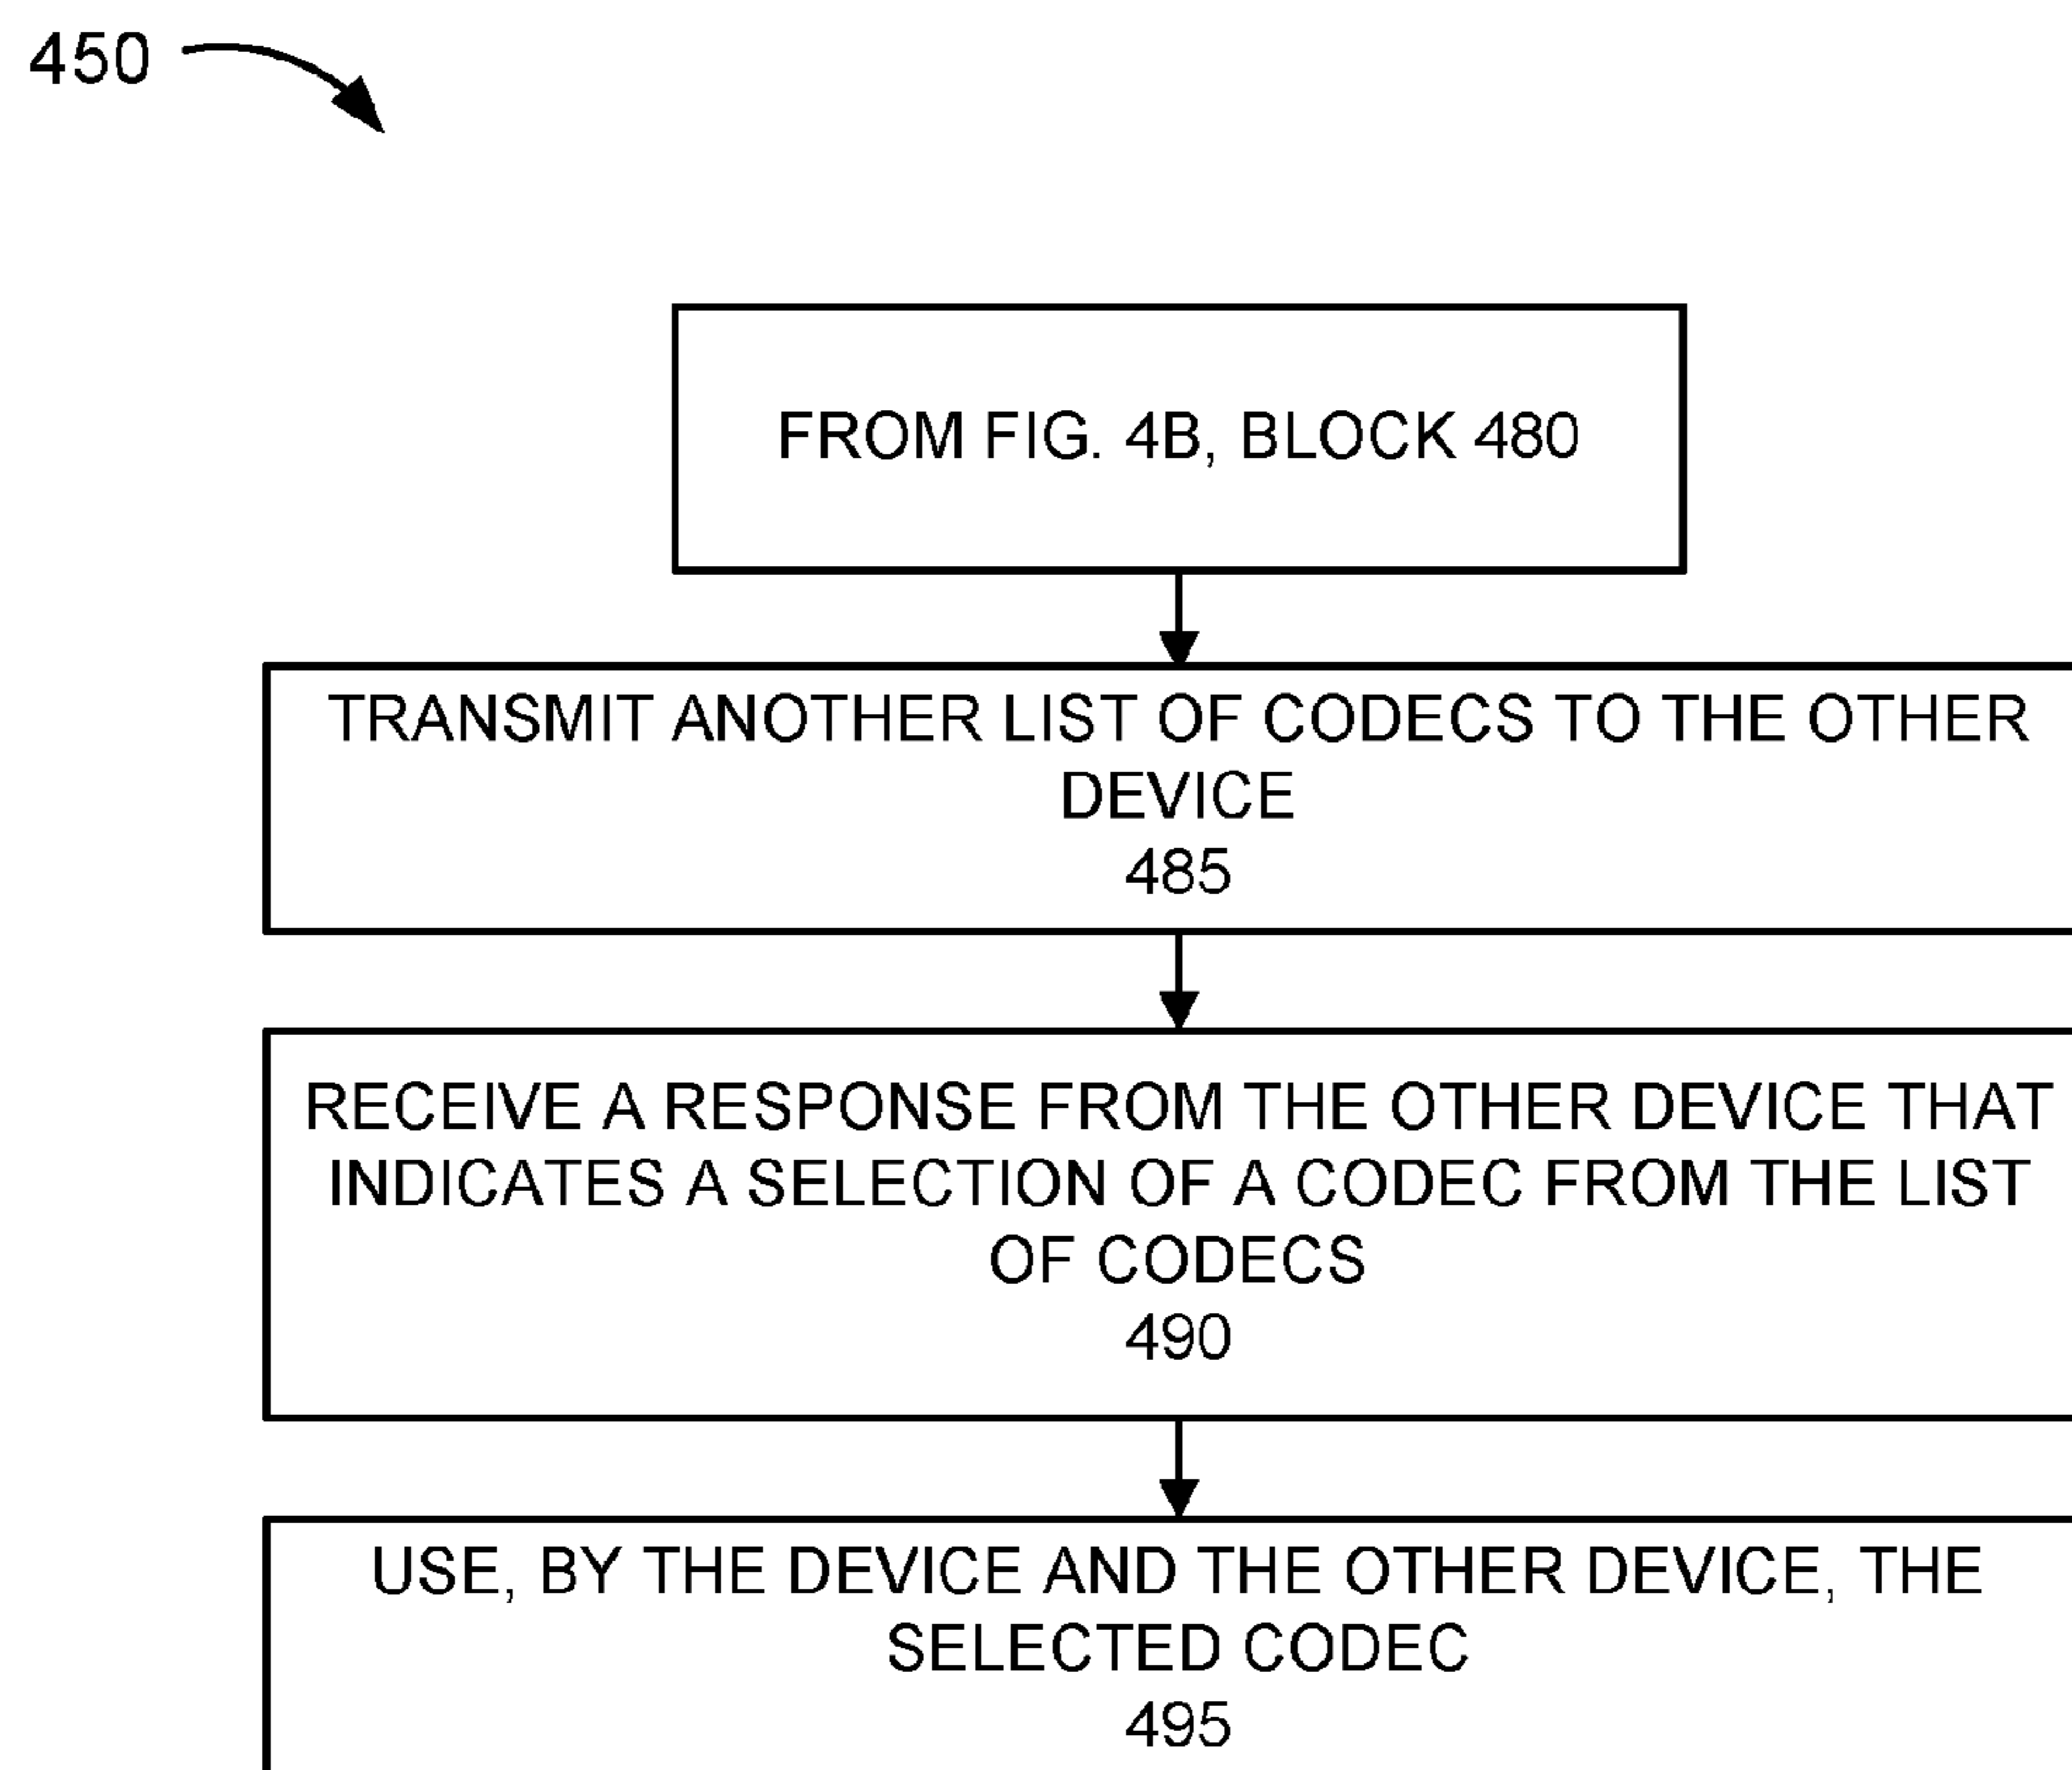 450
FROM FIG. 4B, BLOCK 480
TRANSMIT ANOTHER LIST OF CODECS TO THE OTHER
DEVICE
485
RECEIVE A RESPONSE FROM THE OTHER DEVICE THAT
INDICATES A SELECTION OF A CODEC FROM THE LIST
OF CODECS
490
USE, BY THE DEVICE AND THE OTHER DEVICE, THE
SELECTED CODEC
495